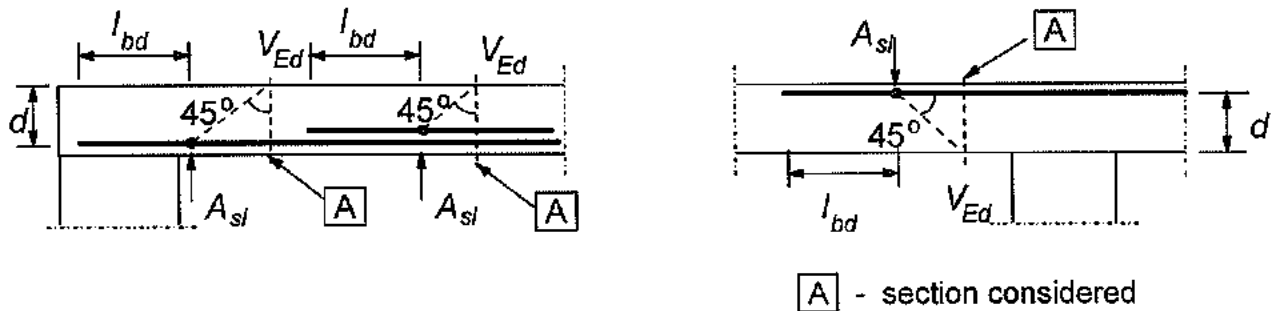 l_bd l_bd V_Ed V_Ed
d 45° 45°
A_sl A_sl A A
A_sl A
45° d
l_bd V_Ed
A - section considered